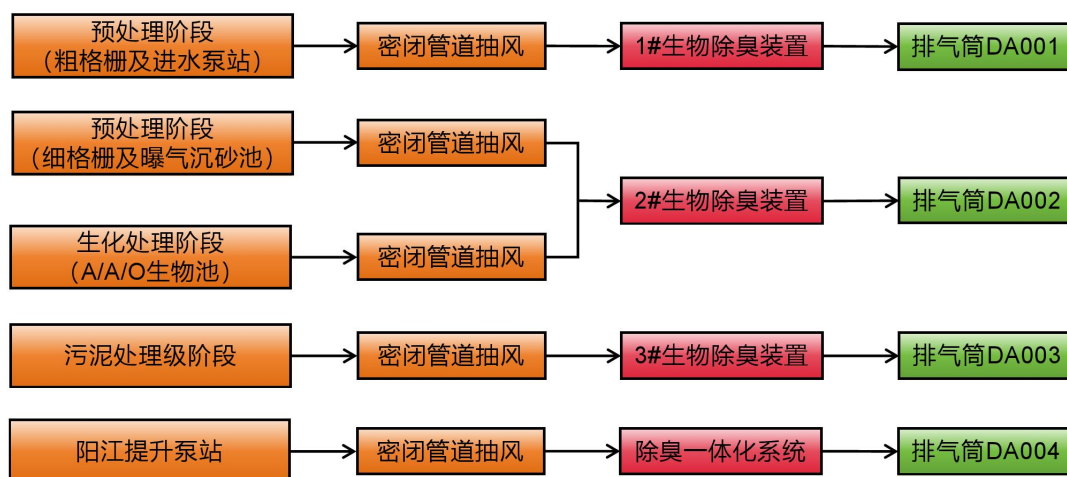 预处理阶段
（粗格栅及进水泵站）
密闭管道抽风
1#生物除臭装置
排气筒DA001
预处理阶段
（细格栅及曝气沉砂池）
密闭管道抽风
2#生物除臭装置
排气筒DA002
生化处理阶段
（A/A/O生物池）
密闭管道抽风
污泥处理级阶段
密闭管道抽风
3#生物除臭装置
排气筒DA003
阳江提升泵站
密闭管道抽风
除臭一体化系统
排气筒DA004